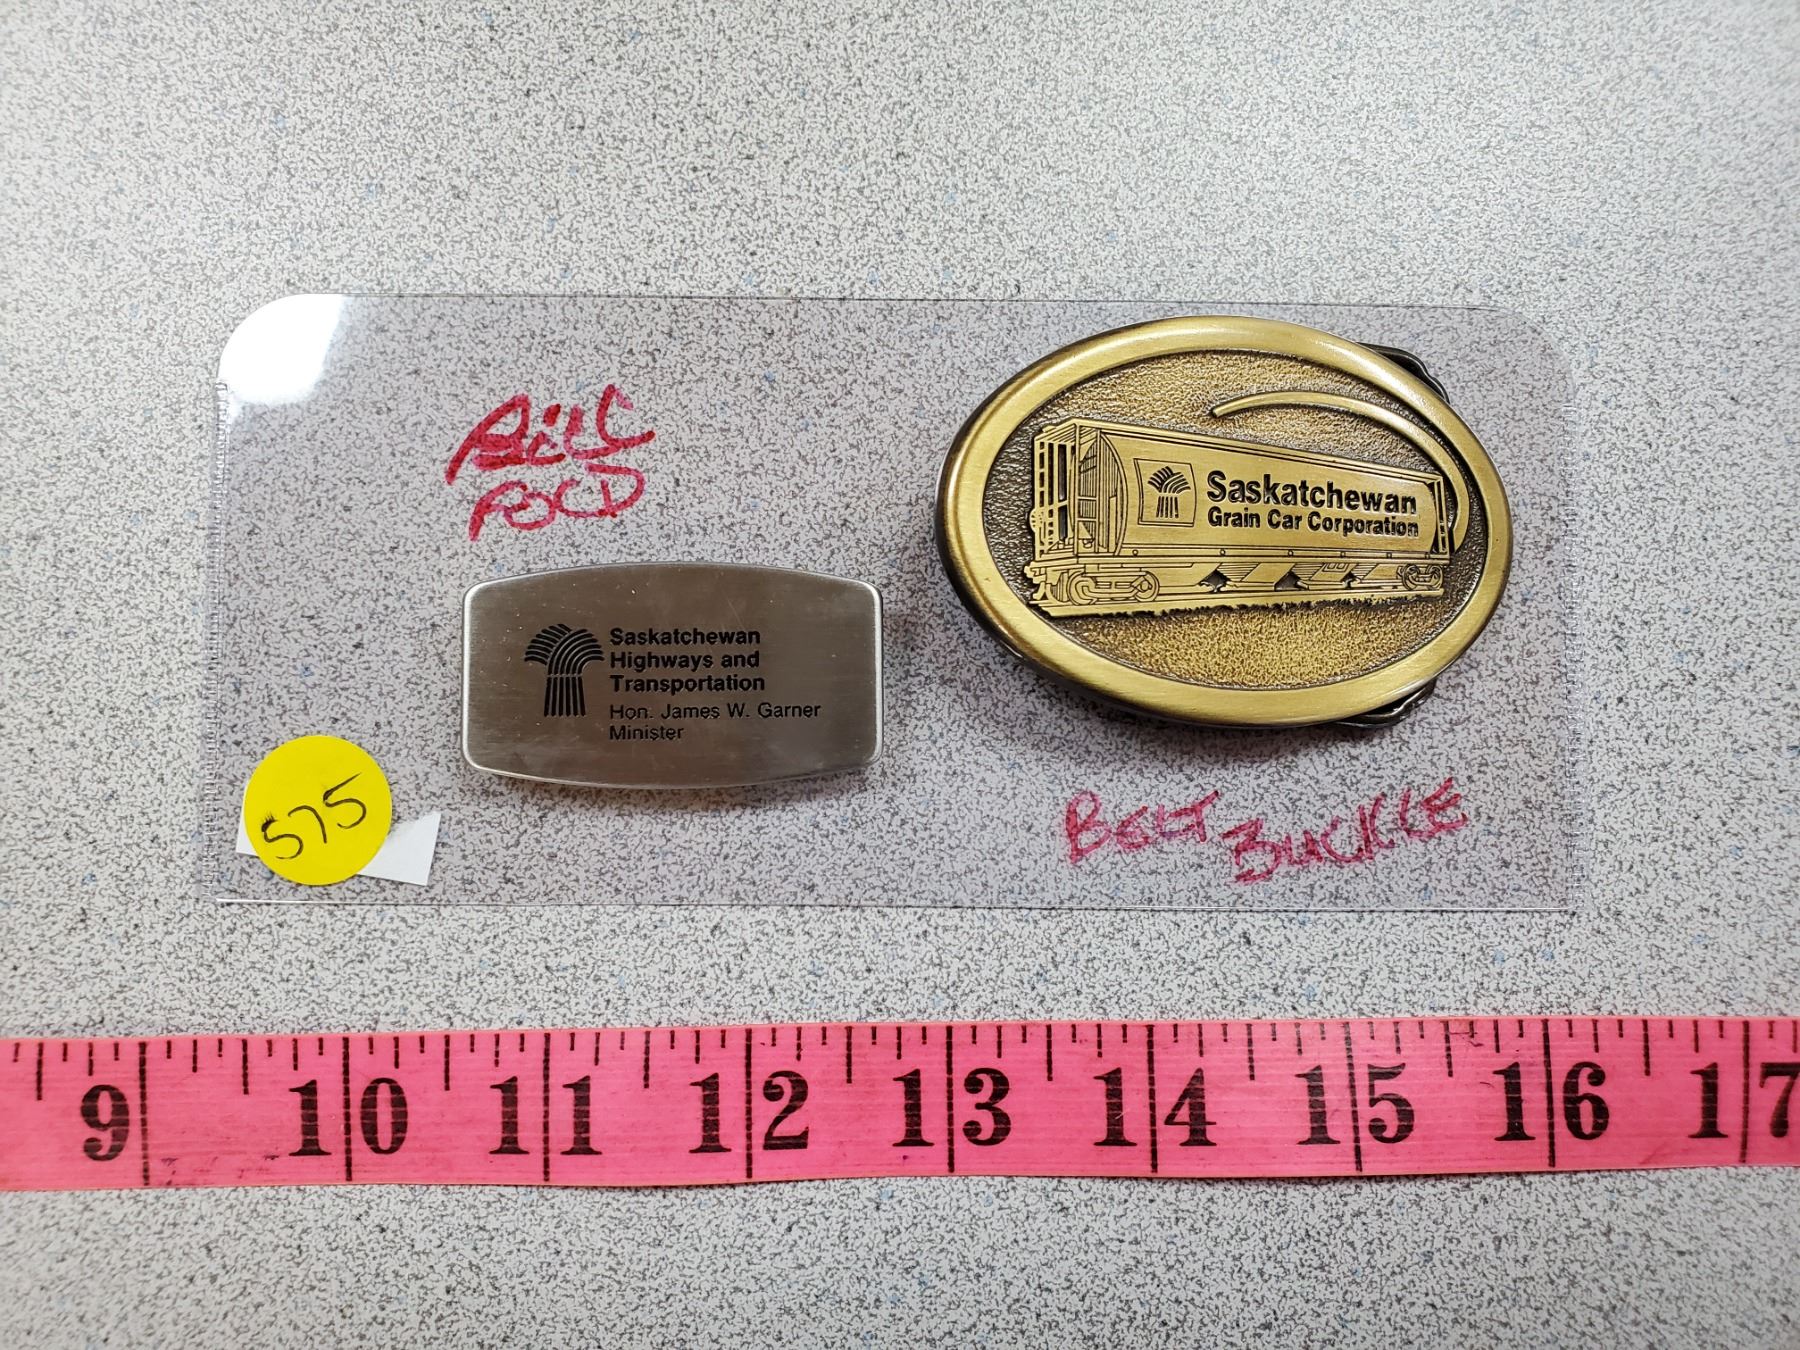 BiLL
FOLD
Saskatchewan
Grain Car Corporation
Saskatchewan
Highways and
Transportation
Hon. James W. Garner
Minister
575
BELT
BUCKLE
9 10 11 12 13 14 15 16 17